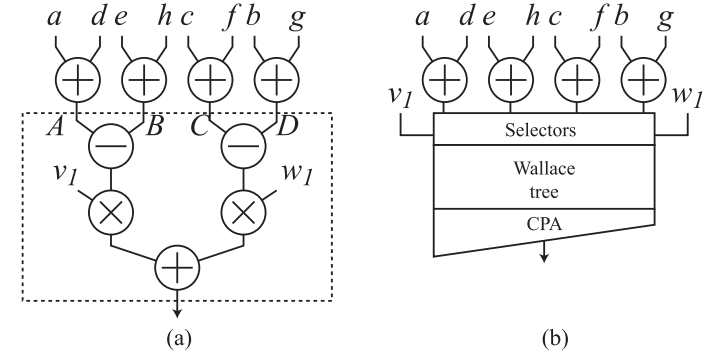 a d e h c f b g
A B C D
v1 w1
(a)
a d e h c f b g
v1 w1
Selectors
Wallace
tree
CPA
(b)